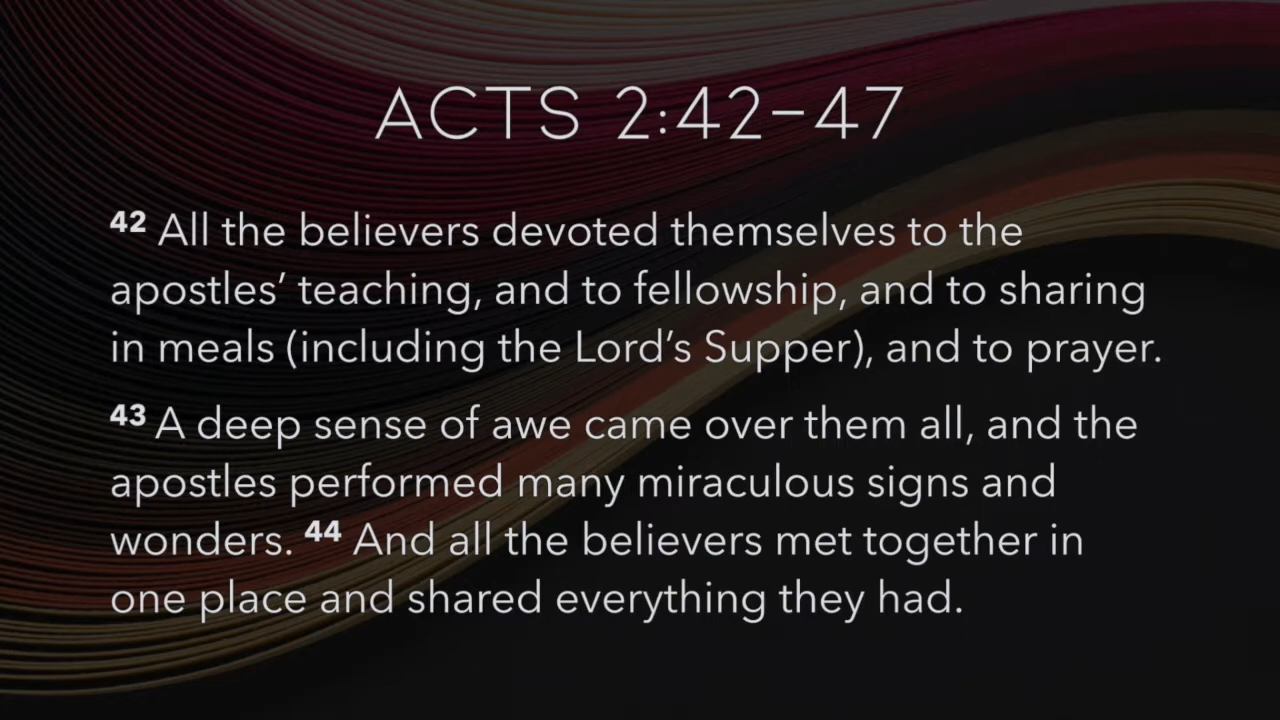 ACTS 2:42–47
42 All the believers devoted themselves to the
apostles’ teaching, and to fellowship, and to sharing
in meals (including the Lord’s Supper), and to prayer.
43 A deep sense of awe came over them all, and the
apostles performed many miraculous signs and
wonders. 44 And all the believers met together in
one place and shared everything they had.